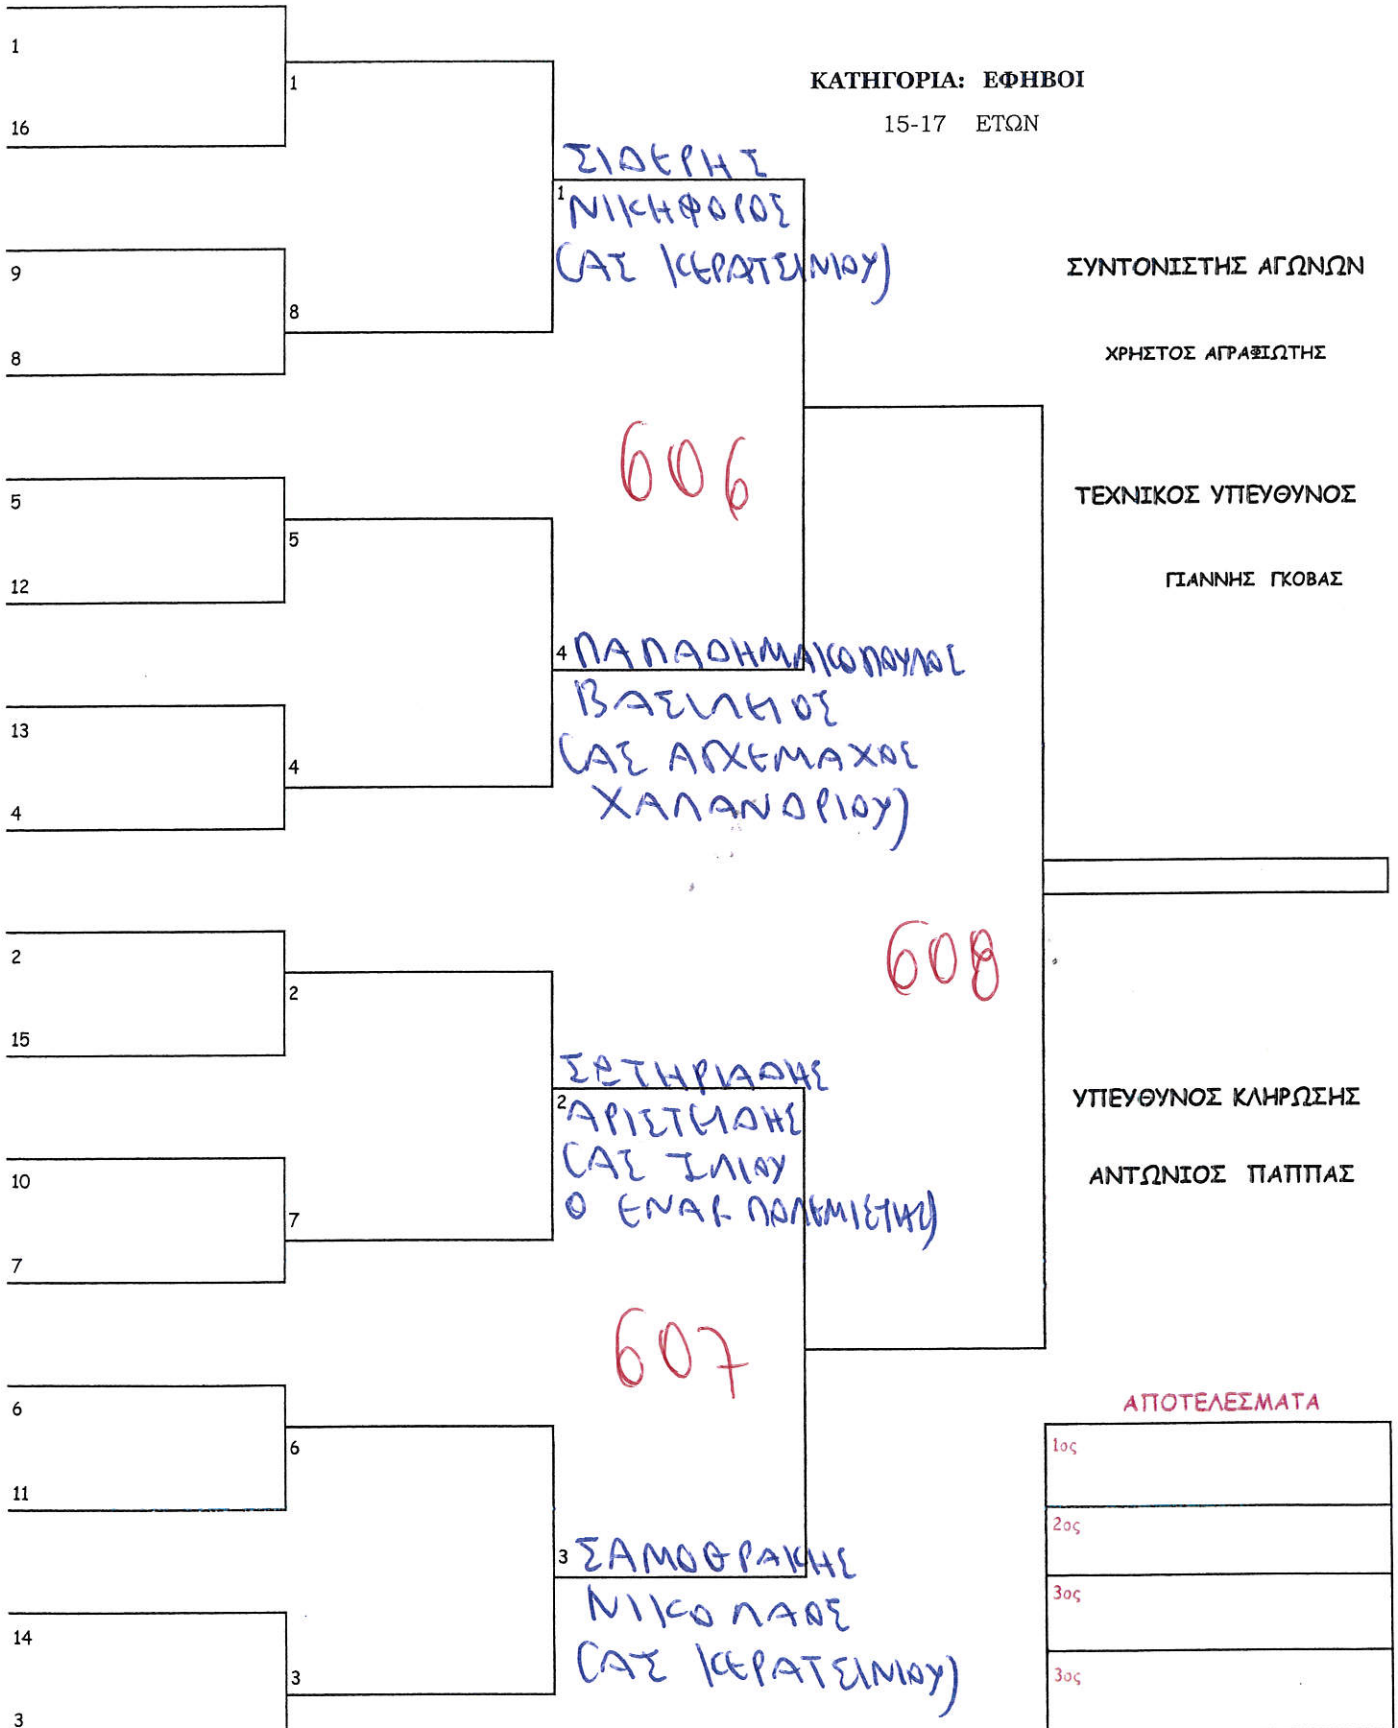 1
1
16
ΚΑΤΗΓΟΡΙΑ: ΕΦΗΒΟΙ
15-17 ΕΤΩΝ
ΣΙΔΕΡΗΣ
1 ΝΙΚΗΦΟΡΟΣ
(ΑΣ ΚΕΡΑΤΣΙΝΙΟΥ)
9
8
8
ΣΥΝΤΟΝΙΣΤΗΣ ΑΓΩΝΩΝ
ΧΡΗΣΤΟΣ ΑΓΡΑΦΙΩΤΗΣ
606
5
5
12
ΤΕΧΝΙΚΟΣ ΥΠΕΥΘΥΝΟΣ
ΓΙΑΝΝΗΣ ΓΚΟΒΑΣ
4 ΠΑΠΑΔΗΜΑΚΟΠΟΥΛΟΣ
ΒΑΣΙΛΕΙΟΣ
(ΑΣ ΑΓΧΕΜΑΧΟΣ
ΧΑΛΑΝΔΡΙΟΥ)
13
4
4
2
2
15
608
ΣΩΤΗΡΙΑΔΗΣ
2 ΑΡΙΣΤΕΙΔΗΣ
(ΑΣ ΙΛΙΟΥ
Ο ΕΝΑΣ ΠΟΛΕΜΙΣΤΗΣ)
ΥΠΕΥΘΥΝΟΣ ΚΛΗΡΩΣΗΣ
ΑΝΤΩΝΙΟΣ ΠΑΠΠΑΣ
10
7
7
607
6
6
11
3 ΣΑΜΟΘΡΑΚΗΣ
ΝΙΚΟΛΑΟΣ
(ΑΣ ΚΕΡΑΤΣΙΝΙΟΥ)
14
3
3
ΑΠΟΤΕΛΕΣΜΑΤΑ
1ος
2ος
3ος
3ος